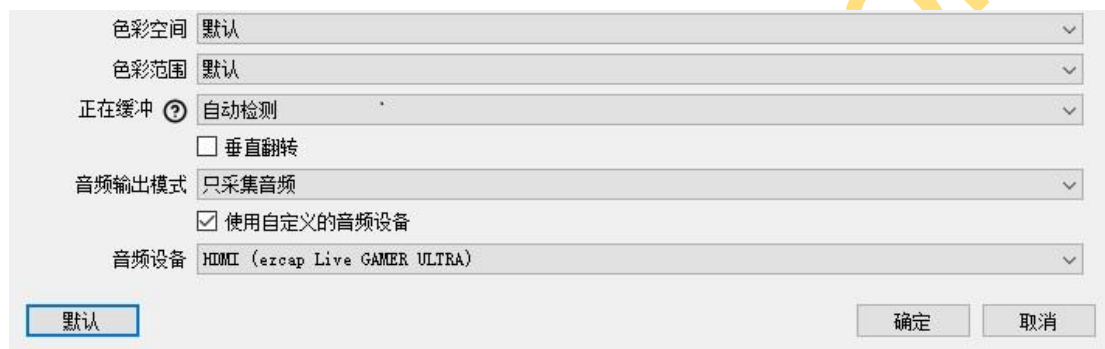 色彩空间 默认
色彩范围 默认
正在缓冲 ? 自动检测
垂直翻转
音频输出模式 只采集音频
使用自定义的音频设备
音频设备 HDMI (ezcap Live GAMER ULTRA)
默认 确定 取消